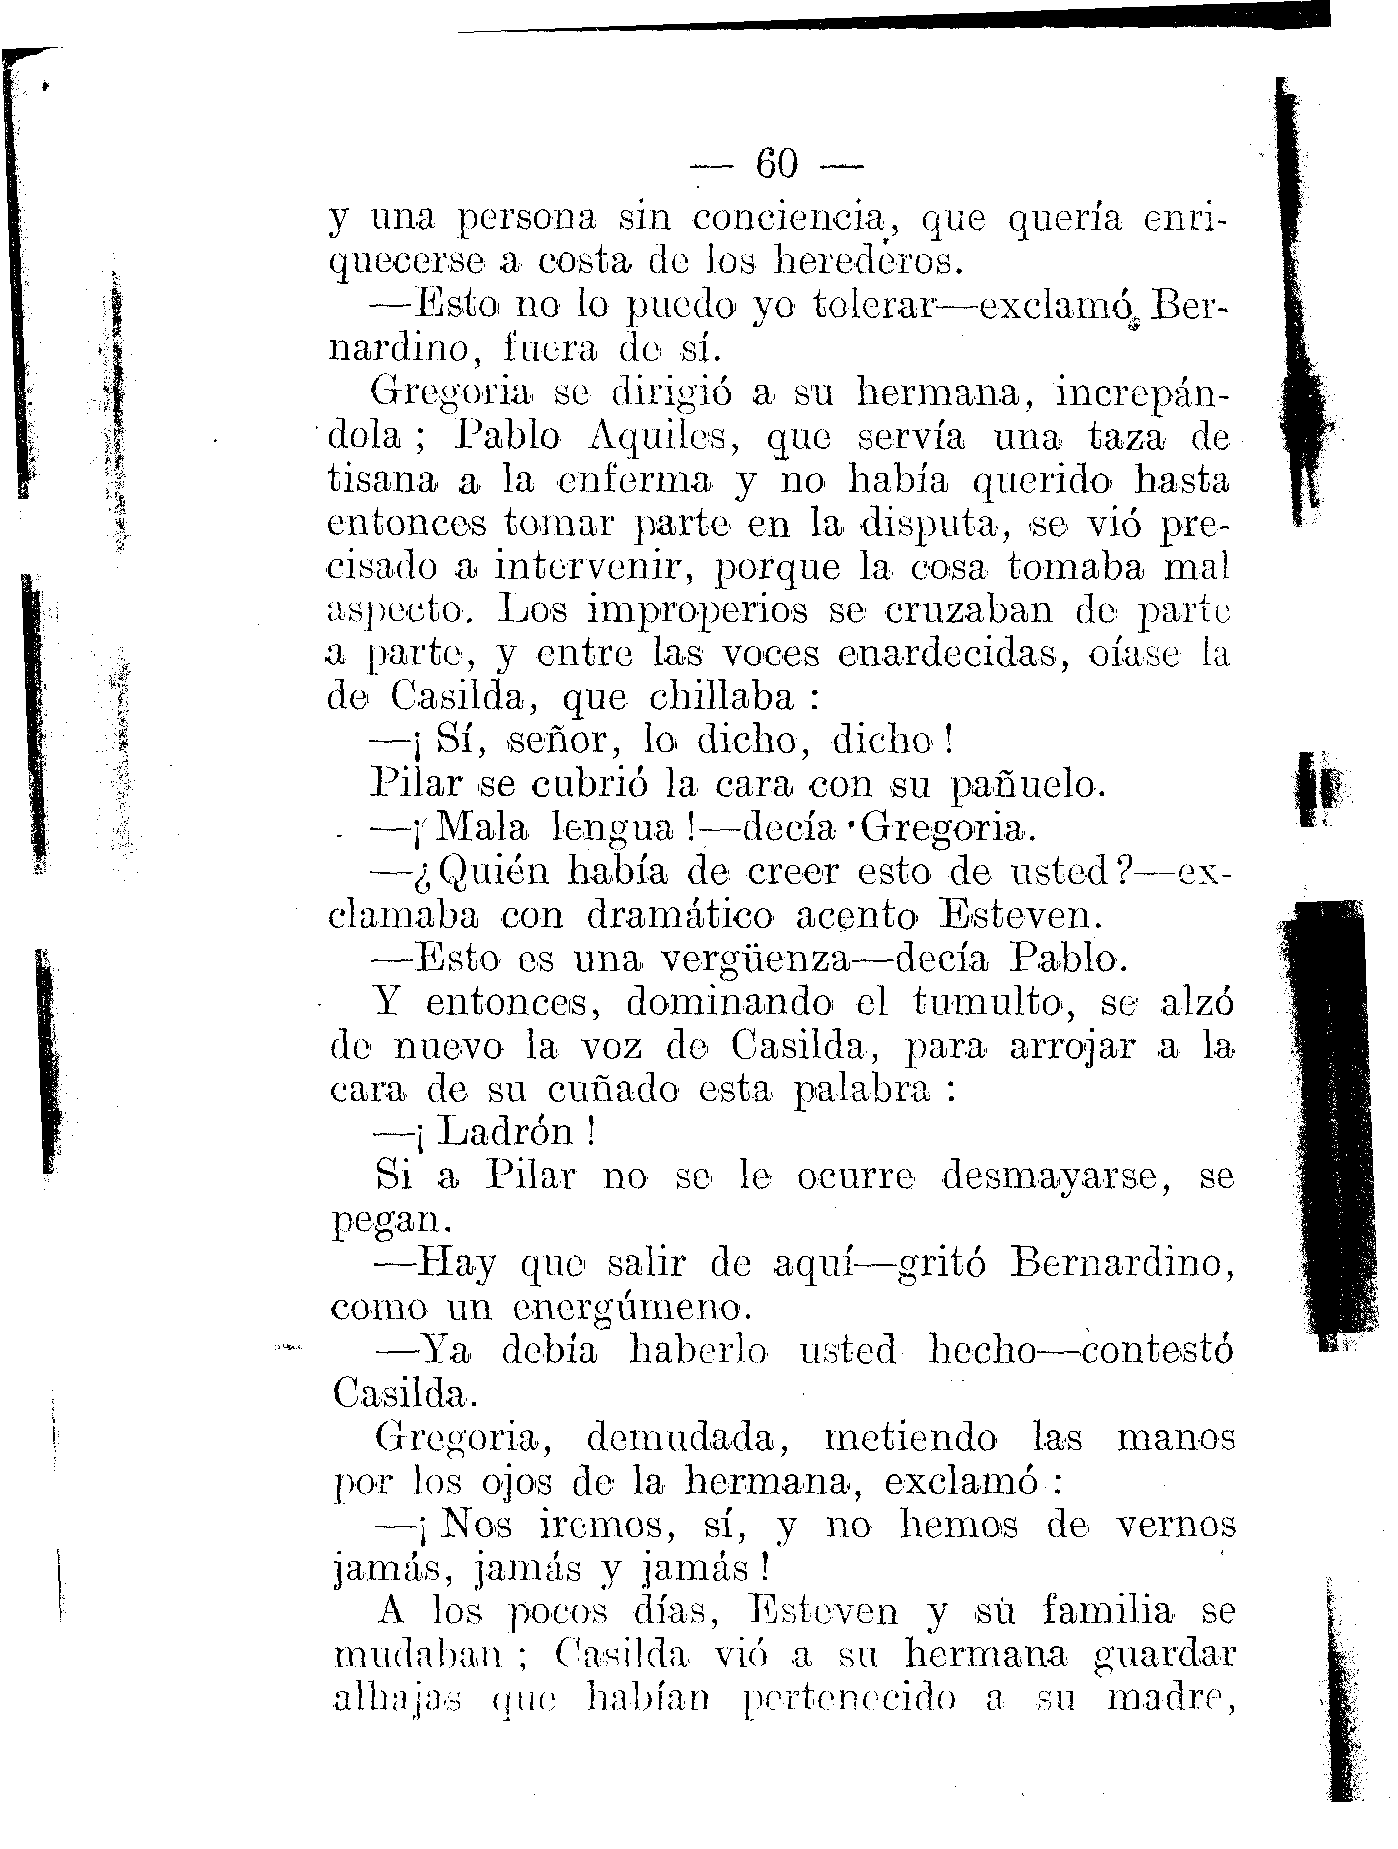 — 60 —
y una persona sin conciencia, que quería enri-
quecerse a costa de los herederos.
—Esto no lo puedo yo tolerar—exclamó Ber-
nardino, fuera de sí.
Gregoria se dirigió a su hermana, increpán-
dola ; Pablo Aquiles, que servía una taza de
tisana a la enferma y no había querido hasta
entonces tomar parte en la disputa, se vió pre-
cisado a intervenir, porque la cosa tomaba mal
aspecto. Los improperios se cruzaban de parte
a parte, y entre las voces enardecidas, oíase la
de Casilda, que chillaba :
—¡ Sí, señor, lo dicho, dicho !
Pilar se cubrió la cara con su pañuelo.
—¡ Mala lengua !—decía Gregoria.
—¿Quién había de creer esto de usted?—ex-
clamaba con dramático acento Esteven.
—Esto es una vergüenza—decía Pablo.
Y entonces, dominando el tumulto, se alzó
de nuevo la voz de Casilda, para arrojar a la
cara de su cuñado esta palabra :
—¡ Ladrón !
Si a Pilar no se le ocurre desmayarse, se
pegan.
—Hay que salir de aquí—gritó Bernardino,
como un energúmeno.
—Ya debía haberlo usted hecho—contestó
Casilda.
Gregoria, demudada, metiendo las manos
por los ojos de la hermana, exclamó :
—¡ Nos iremos, sí, y no hemos de vernos
jamás, jamás y jamás !
A los pocos días, Esteven y su familia se
mudaban ; Casilda vió a su hermana guardar
alhajas que habían pertenecido a su madre,